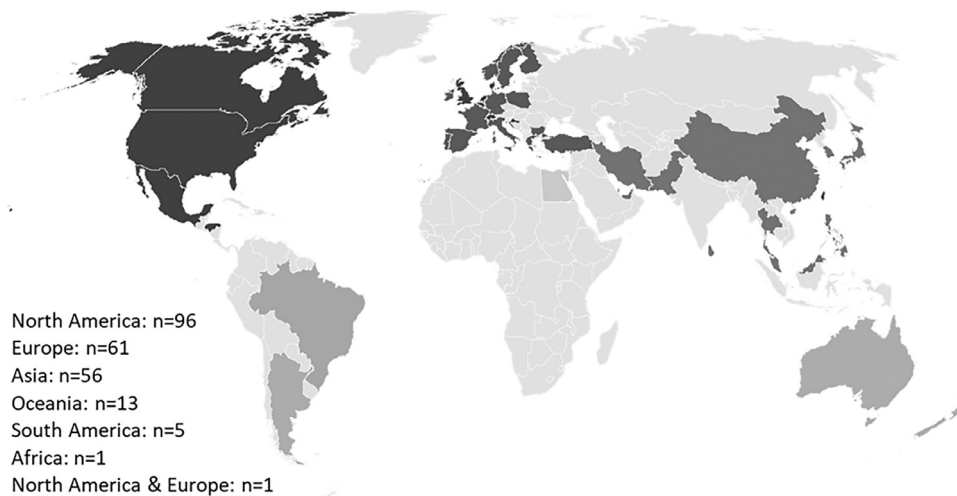 North America: n=96
Europe: n=61
Asia: n=56
Oceania: n=13
South America: n=5
Africa: n=1
North America & Europe: n=1